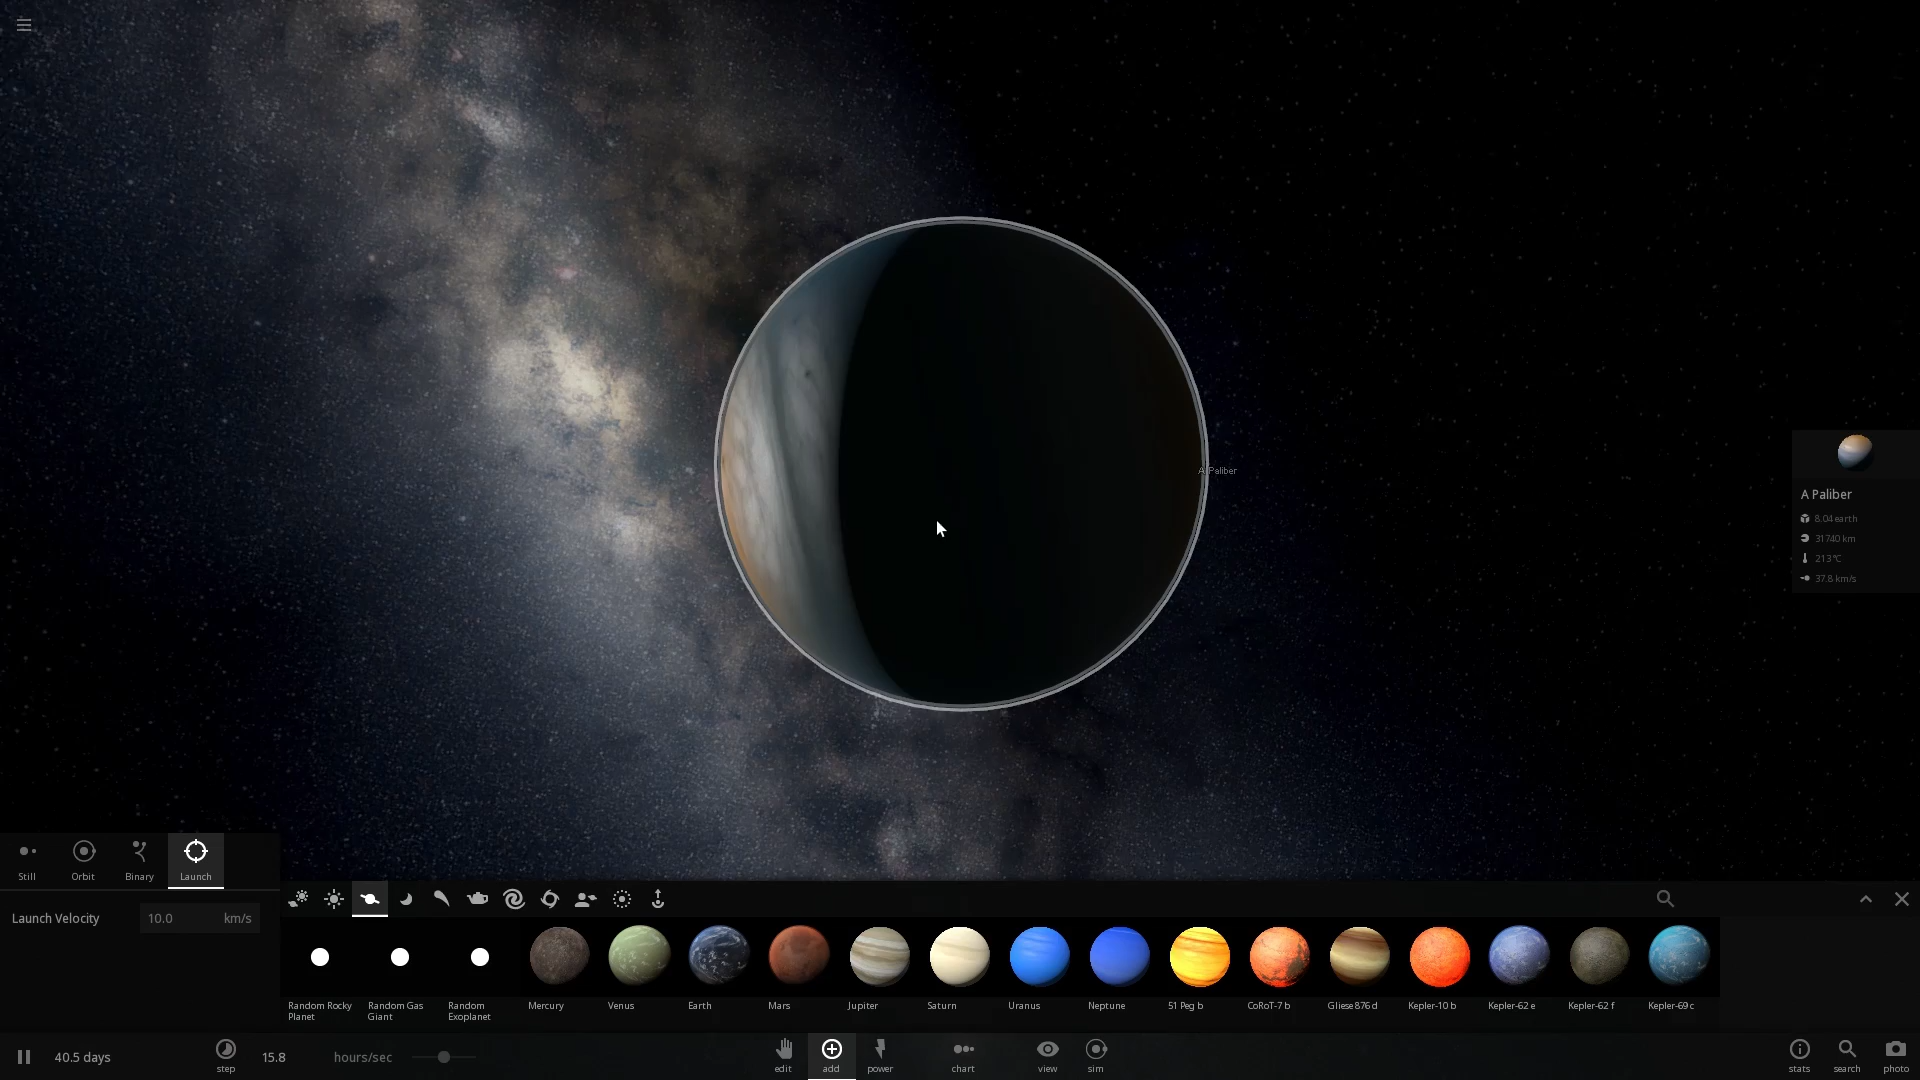 A Paliber
A Paliber
8.04 earth
31740 km
213 °C
37.8 km/s
Still
Orbit
Binary
Launch
Launch Velocity
10.0 km/s
Random Rocky Planet
Random Gas Giant
Random Exoplanet
Mercury
Venus
Earth
Mars
Jupiter
Saturn
Uranus
Neptune
51 Peg b
CoRoT-7 b
Gliese 876 d
Kepler-10 b
Kepler-62 e
Kepler-62 f
Kepler-69 c
40.5 days
step
15.8 hours/sec
edit
add
power
chart
view
sim
stats
search
photo